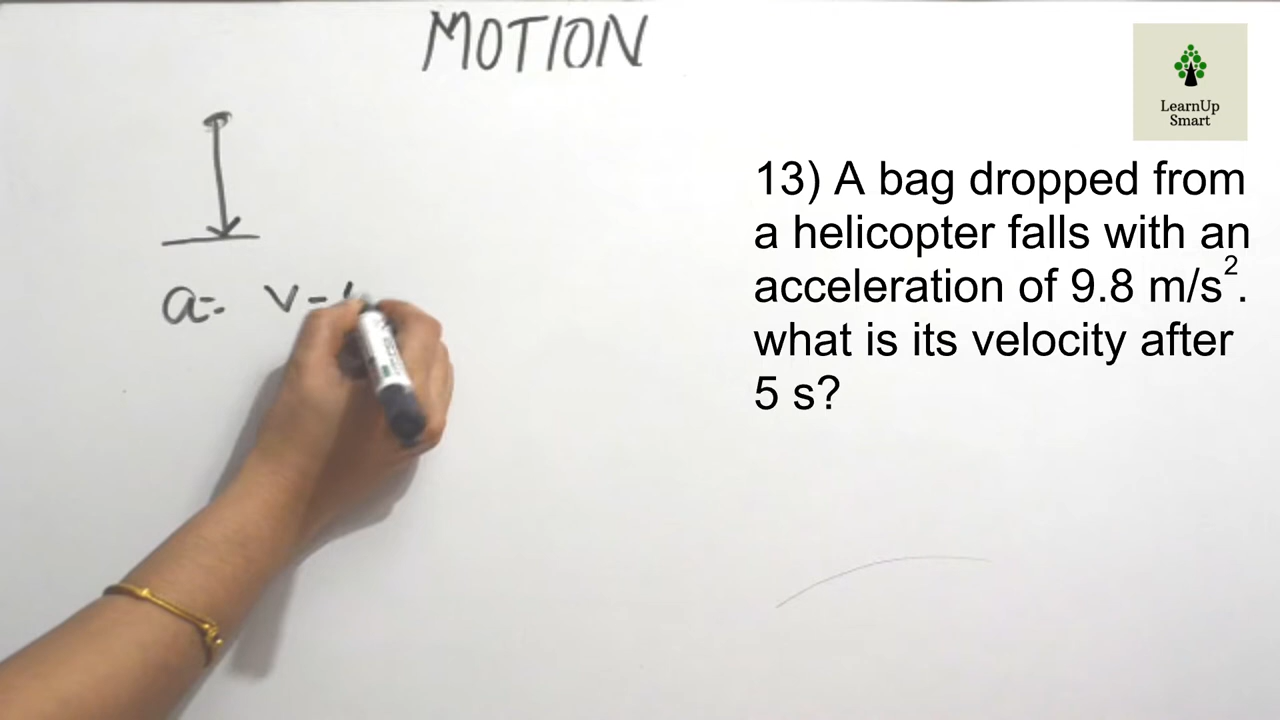 MOTION
LearnUp
Smart
13) A bag dropped from
a helicopter falls with an
acceleration of 9.8 m/s².
what is its velocity after
5 s?
a= v-